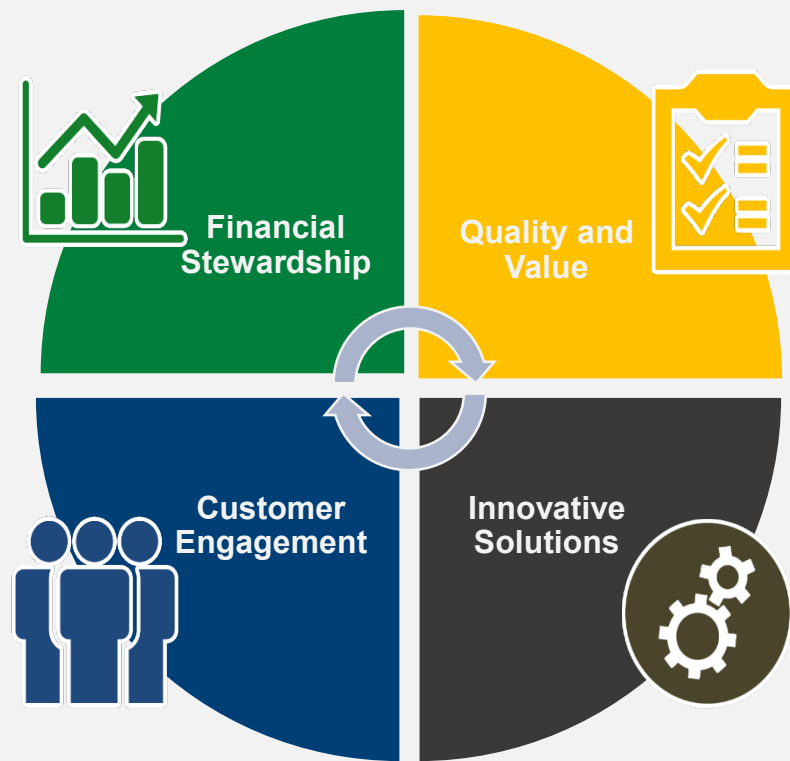 Financial
Stewardship
Quality and
Value
Customer
Engagement
Innovative
Solutions